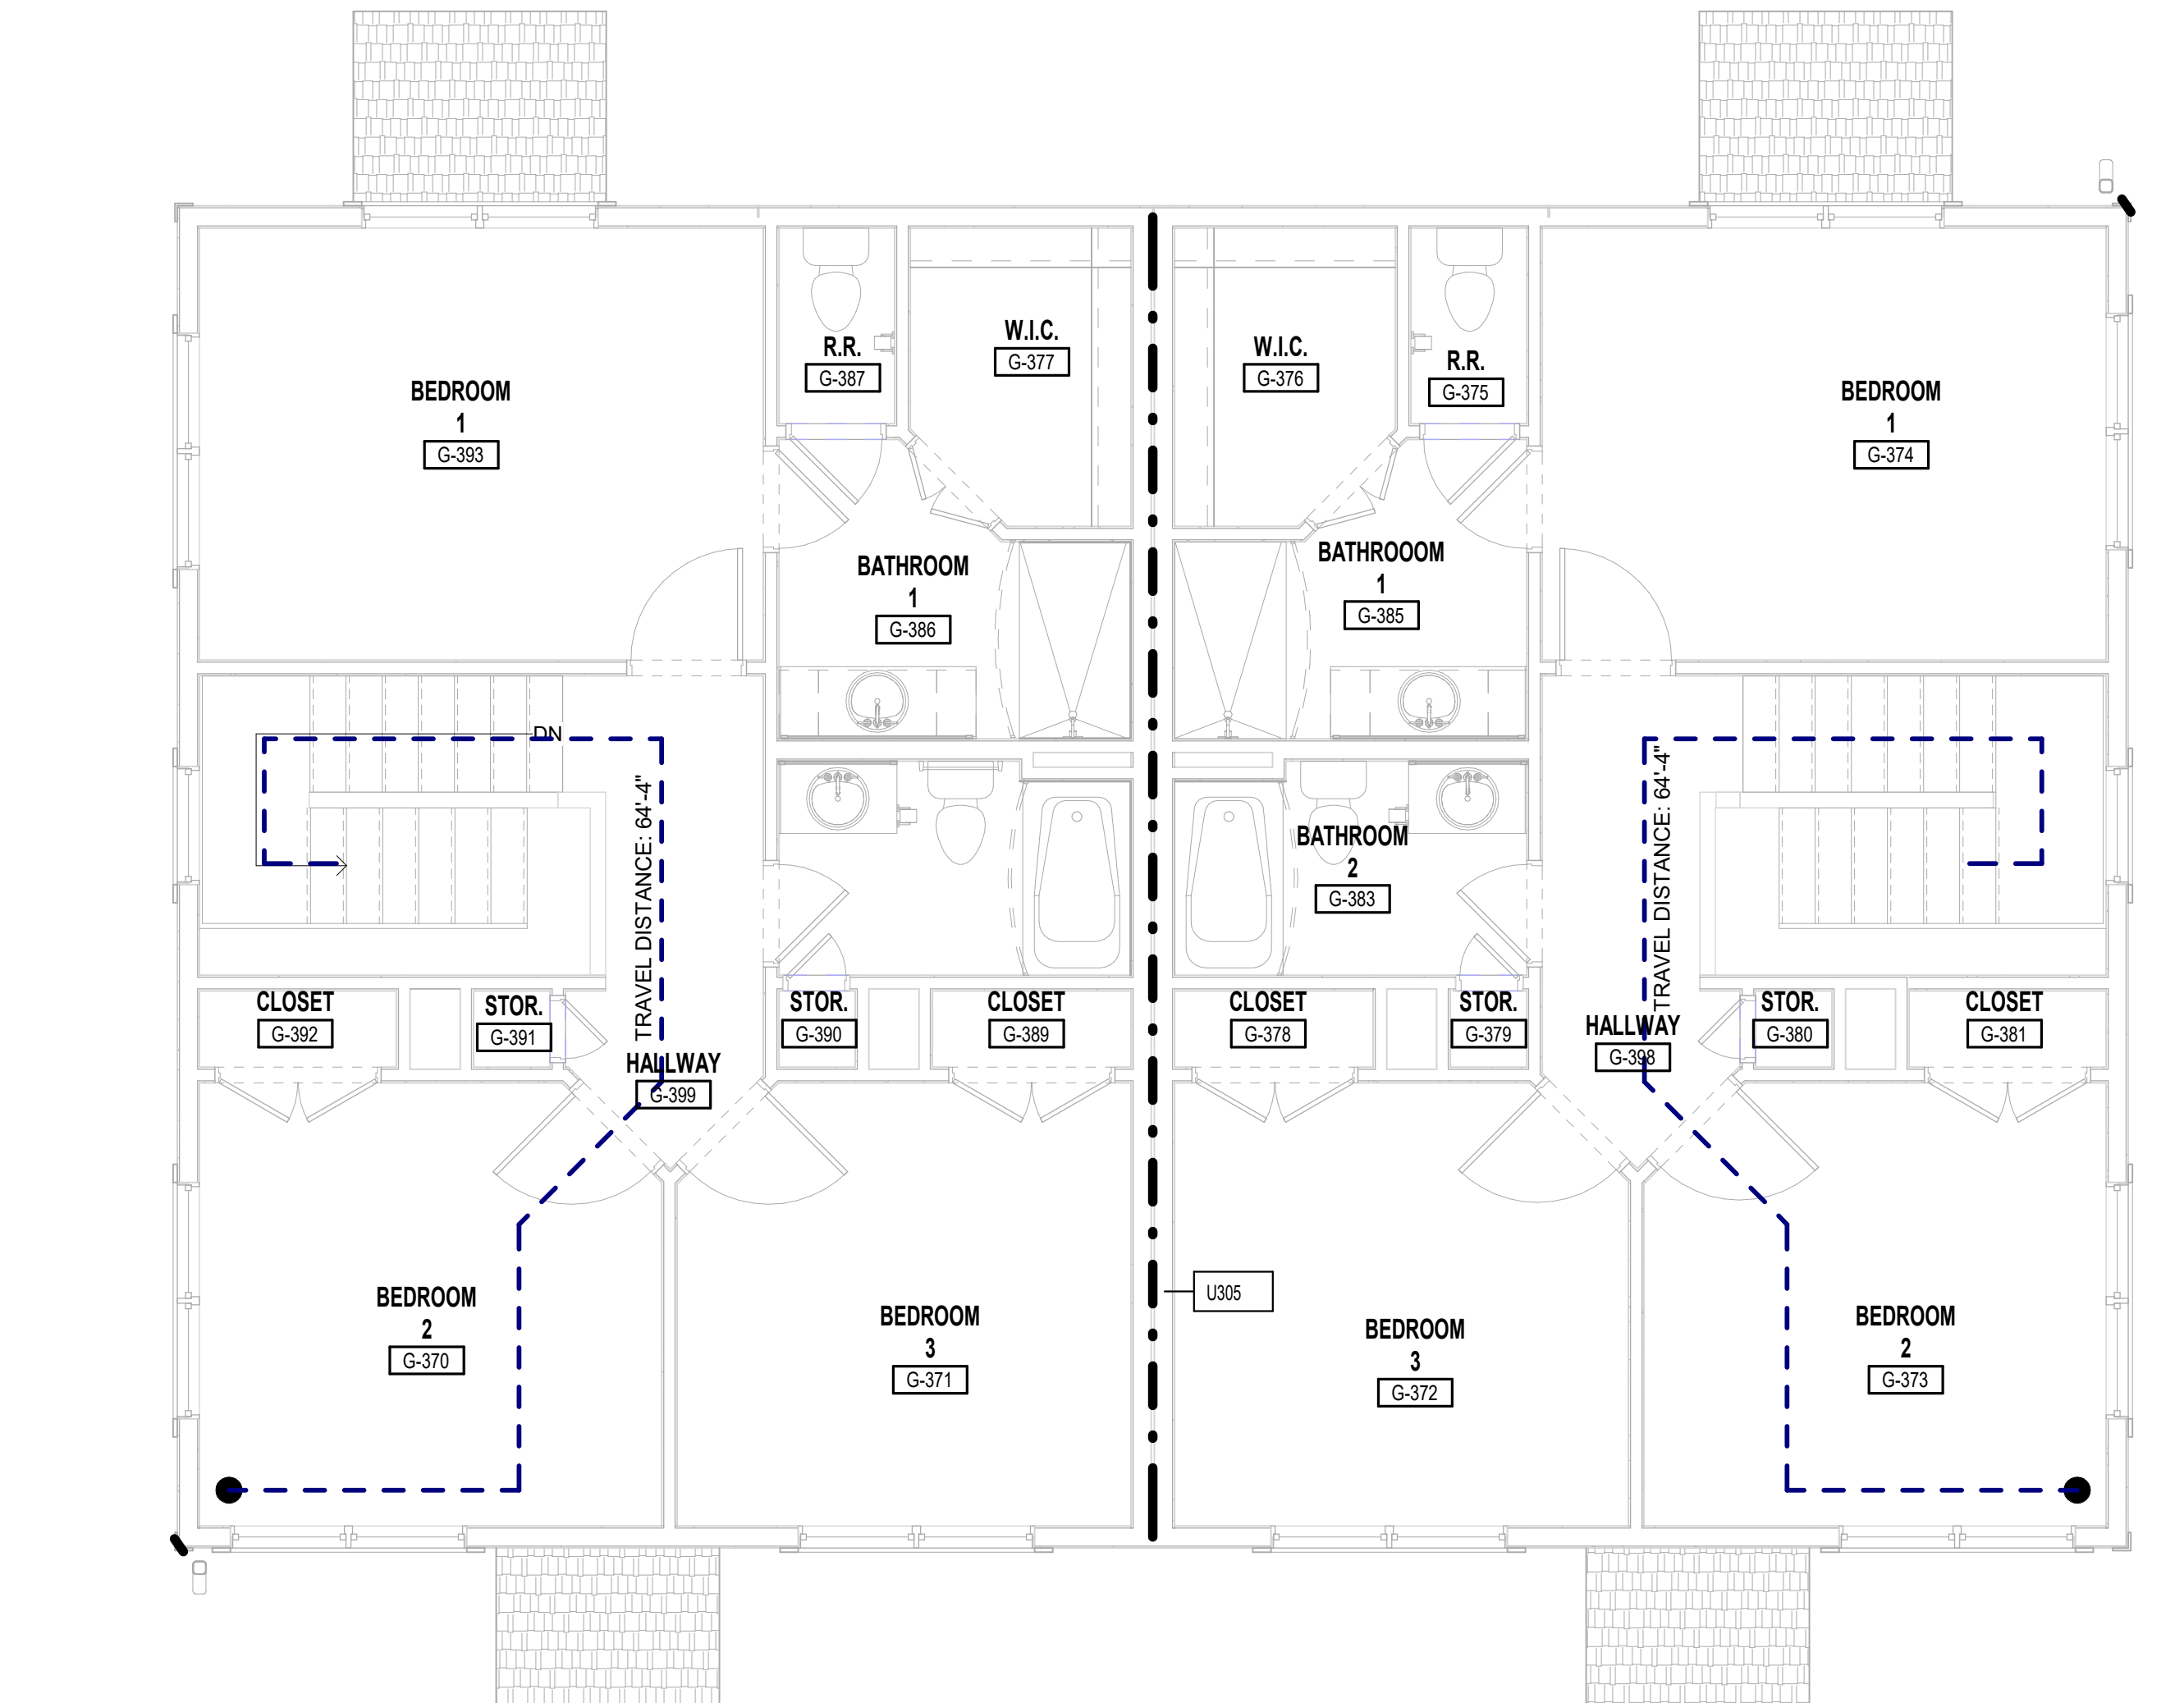 W.I.C.
G-377
W.I.C.
G-376
R.R.
G-387
R.R.
G-375
BEDROOM
1
G-393
BEDROOM
1
G-374
BATHROOM
1
G-386
BATHROOOM
1
G-385
DN
TRAVEL DISTANCE: 64'-4"
TRAVEL DISTANCE: 64'-4"
BATHROOM
2
G-383
CLOSET
G-392
STOR.
G-391
STOR.
G-390
CLOSET
G-389
CLOSET
G-378
STOR.
G-379
HALLWAY
G-398
STOR.
G-380
CLOSET
G-381
HALLWAY
G-399
U305
BEDROOM
2
G-370
BEDROOM
3
G-371
BEDROOM
3
G-372
BEDROOM
2
G-373